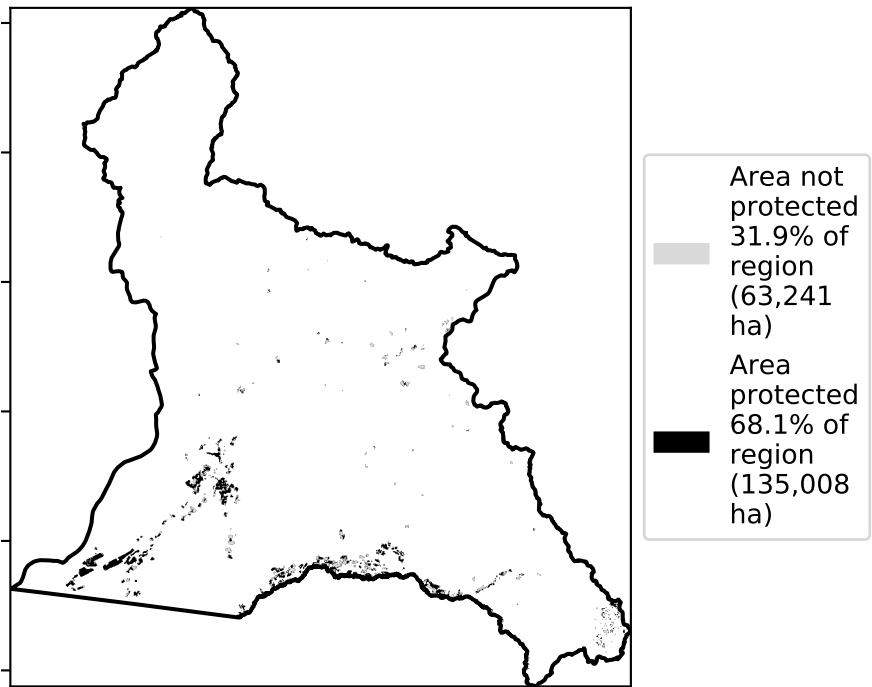 Area not
protected
31.9% of
region
(63,241
ha)
Area
protected
68.1% of
region
(135,008
ha)